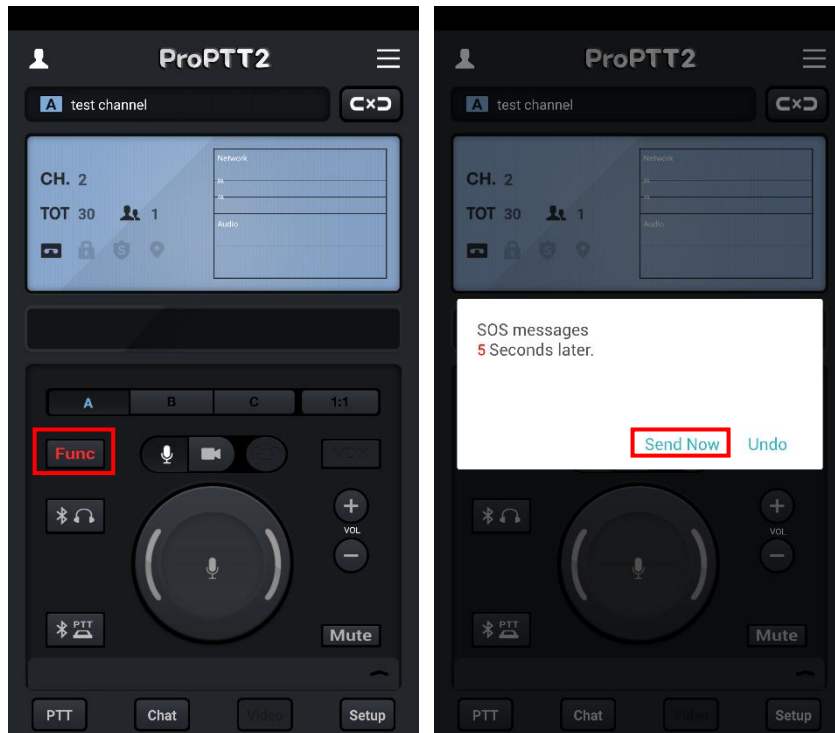 ProPTT2
A test channel
CH. 2
TOT 30 1
Network
Audio
A B C 1:1
Func VOX
VOL
PTT
Mute
PTT Chat Video Setup
ProPTT2
A test channel
CH. 2
TOT 30 1
Network
Audio
SOS messages
5 Seconds later.
Send Now Undo
VOL
PTT
Mute
PTT Chat Video Setup